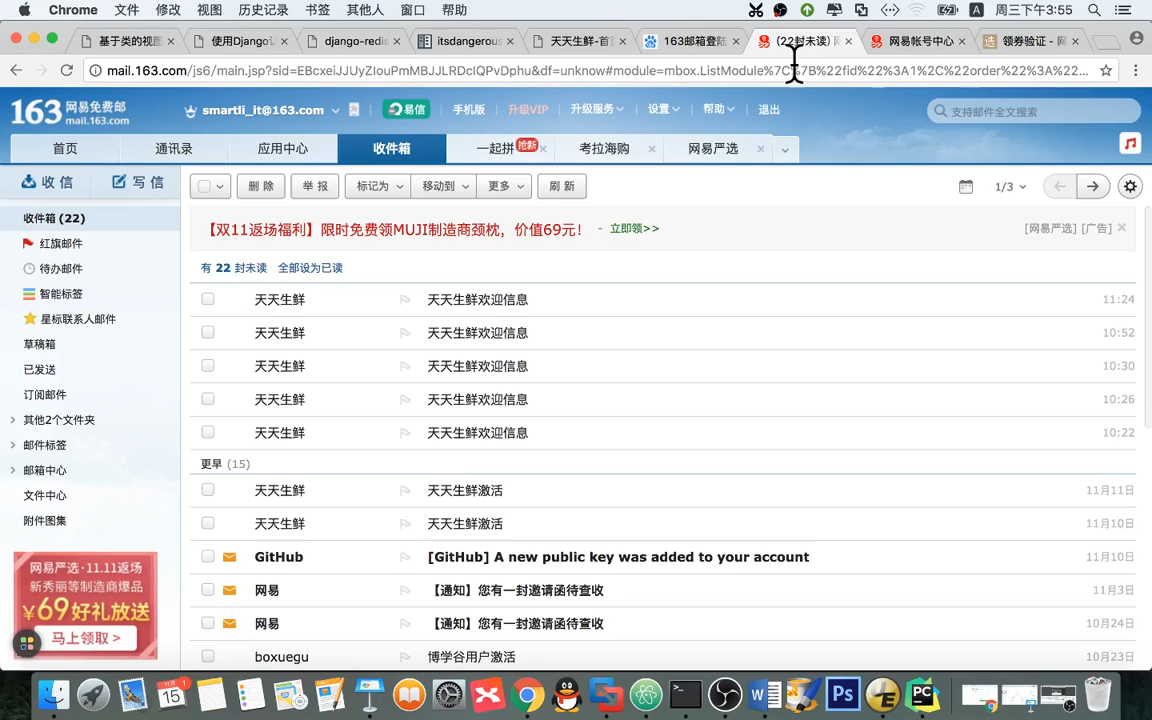 Chrome 文件 修改 视图 历史记录 书签 其他人 窗口 帮助 周三下午3:55
基于类的视图 使用Django认 django-redis itsdangerous 天天生鲜-首页 163邮箱登陆 (22封未读) 网 网易帐号中心 领券验证 - 网
mail.163.com/js6/main.jsp?sid=EBcxeiJJUyZIouPmMBJJLRDcIQPvDphu&df=unknow#module=mbox.ListModule%7C%7B%22fid%22%3A1%2C%22order%22%3A%22...
163 网易免费邮 mail.163.com smartli_it@163.com 易信 手机版 升级VIP 升级服务 设置 帮助 退出 支持邮件全文搜索
首页 通讯录 应用中心 收件箱 一起拼 抢新 考拉海购 网易严选
收信 写信 删除 举报 标记为 移动到 更多 刷新 1/3
收件箱 (22)
红旗邮件
待办邮件
智能标签
星标联系人邮件
草稿箱
已发送
订阅邮件
其他2个文件夹
邮件标签
邮箱中心
文件中心
附件图集
网易严选·11.11返场
新秀丽等制造商爆品
¥69好礼放送
马上领取 >
【双11返场福利】限时免费领MUJI制造商颈枕，价值69元！ - 立即领>> [网易严选] [广告]
有 22 封未读 全部设为已读
天天生鲜 天天生鲜欢迎信息 11:24
天天生鲜 天天生鲜欢迎信息 10:52
天天生鲜 天天生鲜欢迎信息 10:30
天天生鲜 天天生鲜欢迎信息 10:26
天天生鲜 天天生鲜欢迎信息 10:22
更早 (15)
天天生鲜 天天生鲜激活 11月11日
天天生鲜 天天生鲜激活 11月10日
GitHub [GitHub] A new public key was added to your account 11月10日
网易 【通知】您有一封邀请函待查收 11月3日
网易 【通知】您有一封邀请函待查收 10月24日
boxuegu 博学谷用户激活 10月23日
11月 15 1 W Ps PC